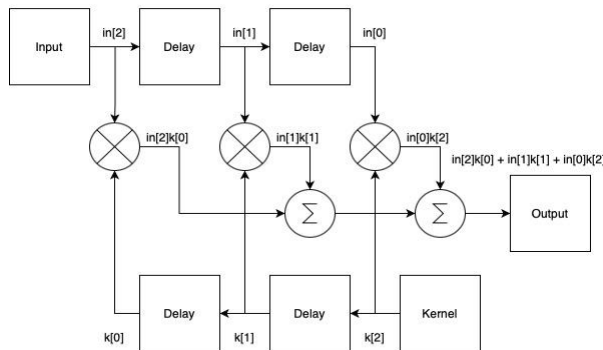 in[2]
in[1]
in[0]
Input
Delay
Delay
in[2]k[0]
in[1]k[1]
in[0]k[2]
in[2]k[0] + in[1]k[1] + in[0]k[2]
Σ
Σ
Output
Delay
Delay
Kernel
k[0]
k[1]
k[2]